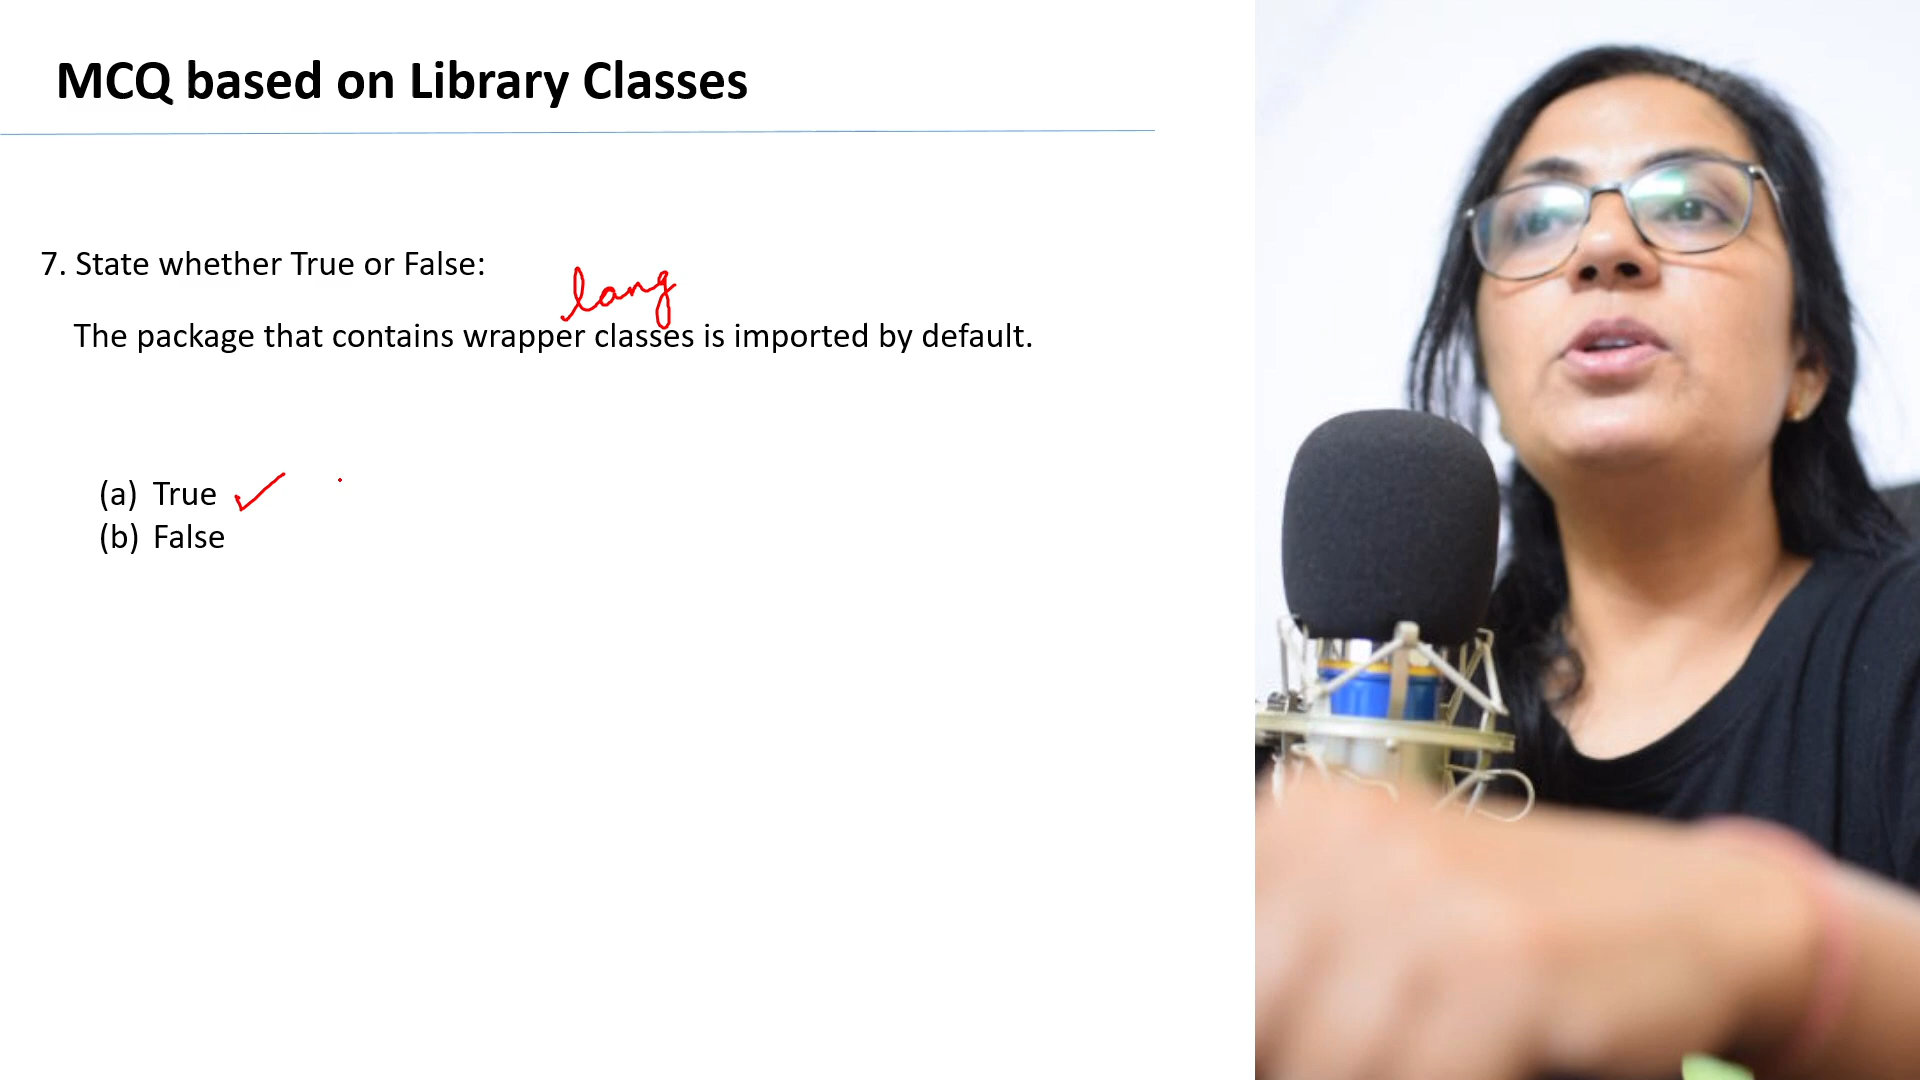 MCQ based on Library Classes
7. State whether True or False:
lang
The package that contains wrapper classes is imported by default.
(a) True ✓
(b) False